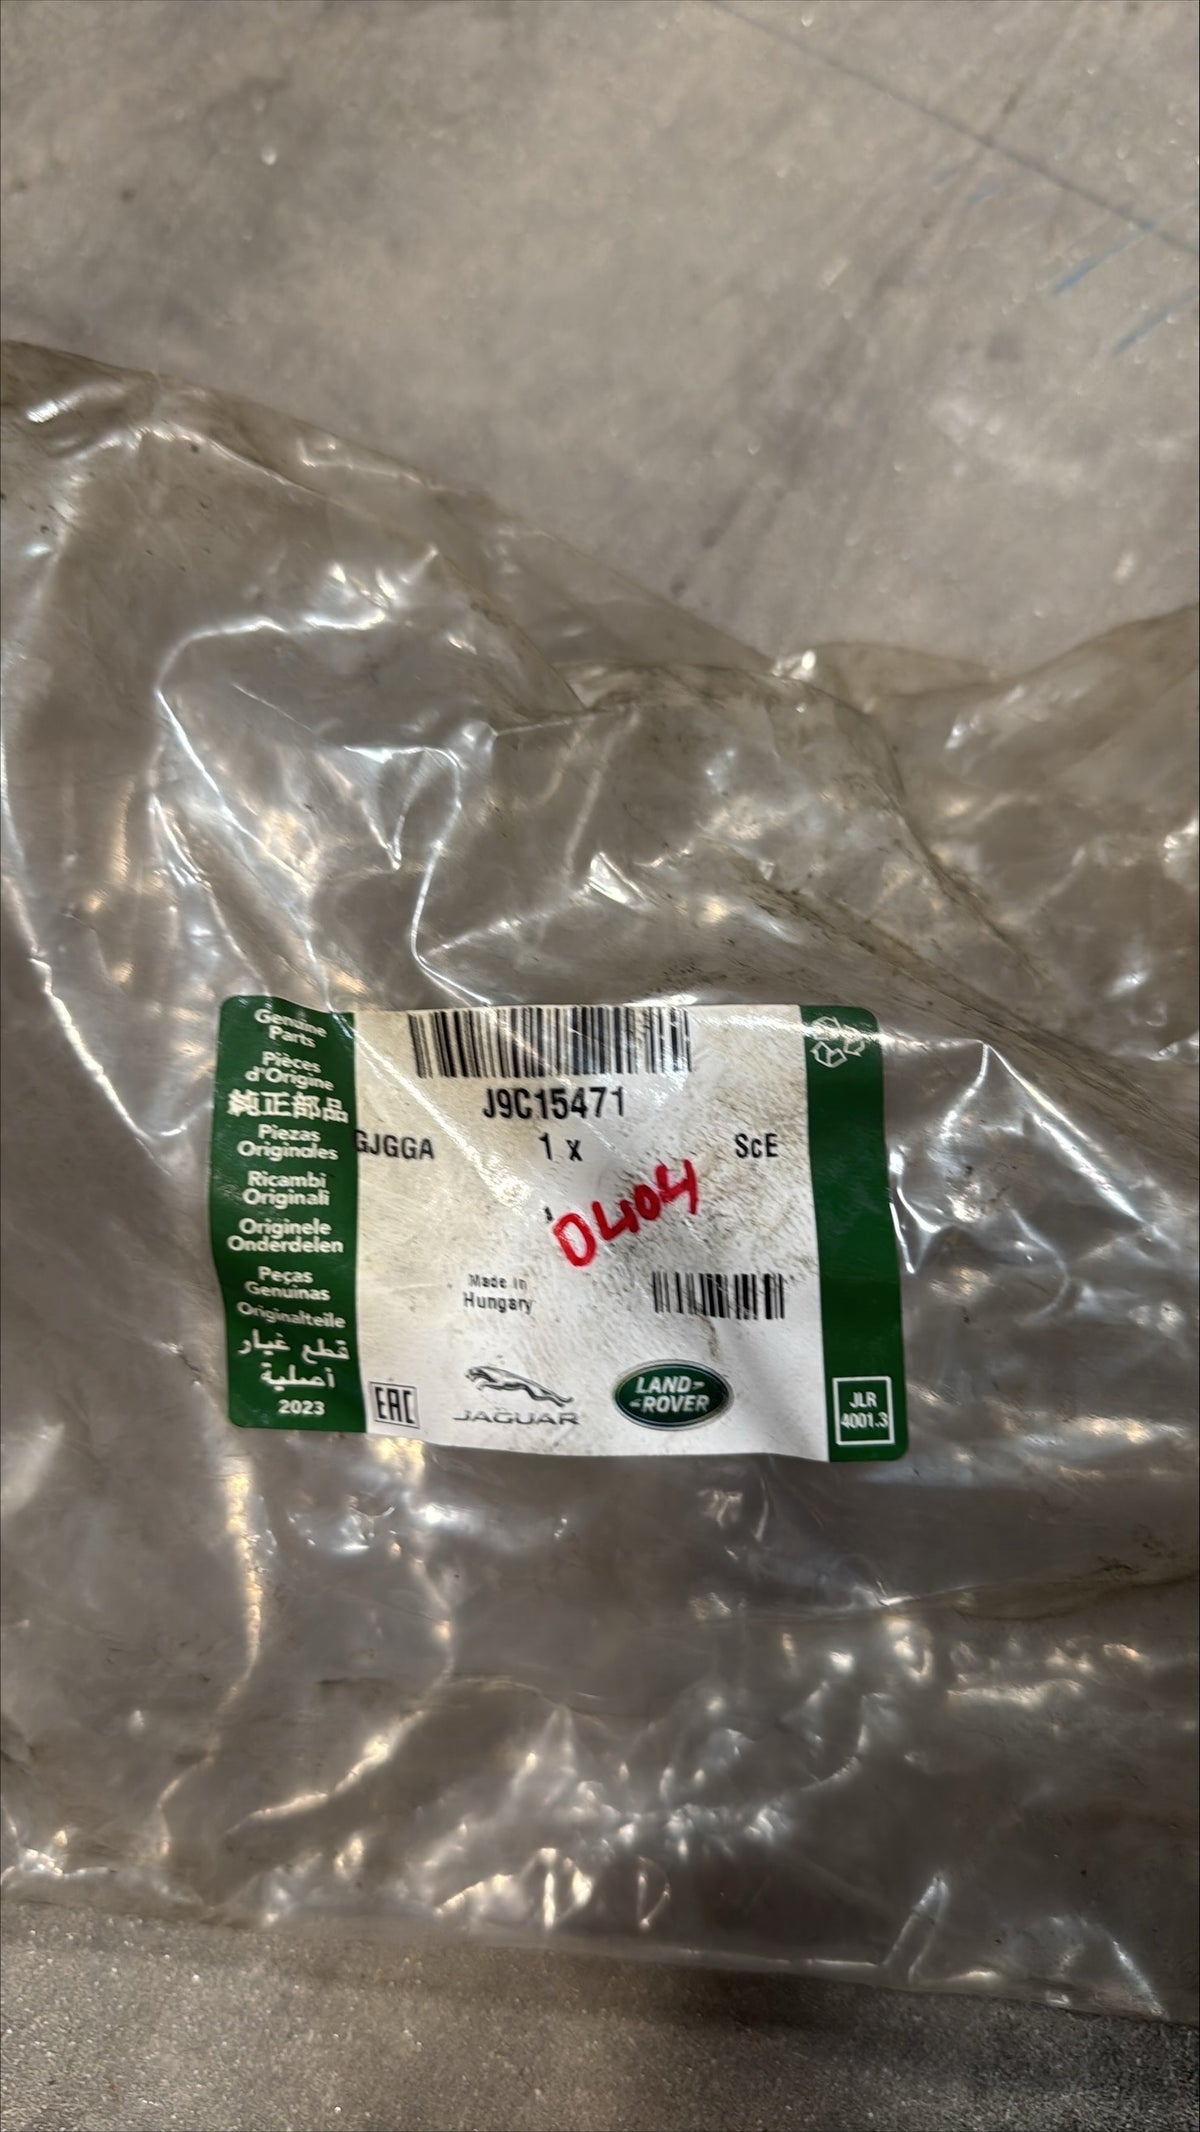 Genuine
Parts
Pièces
d'Origine
純正部品
Piezas
Originales
Ricambi
Originali
Originele
Onderdelen
Peças
Genuínas
Originalteile
قطع غيار
أصلية
2023
J9C15471
GJGGA
1 x
ScE
DL404
Made in
Hungary
EAC
JAGUAR
LAND-
-ROVER
JLR
4001.3